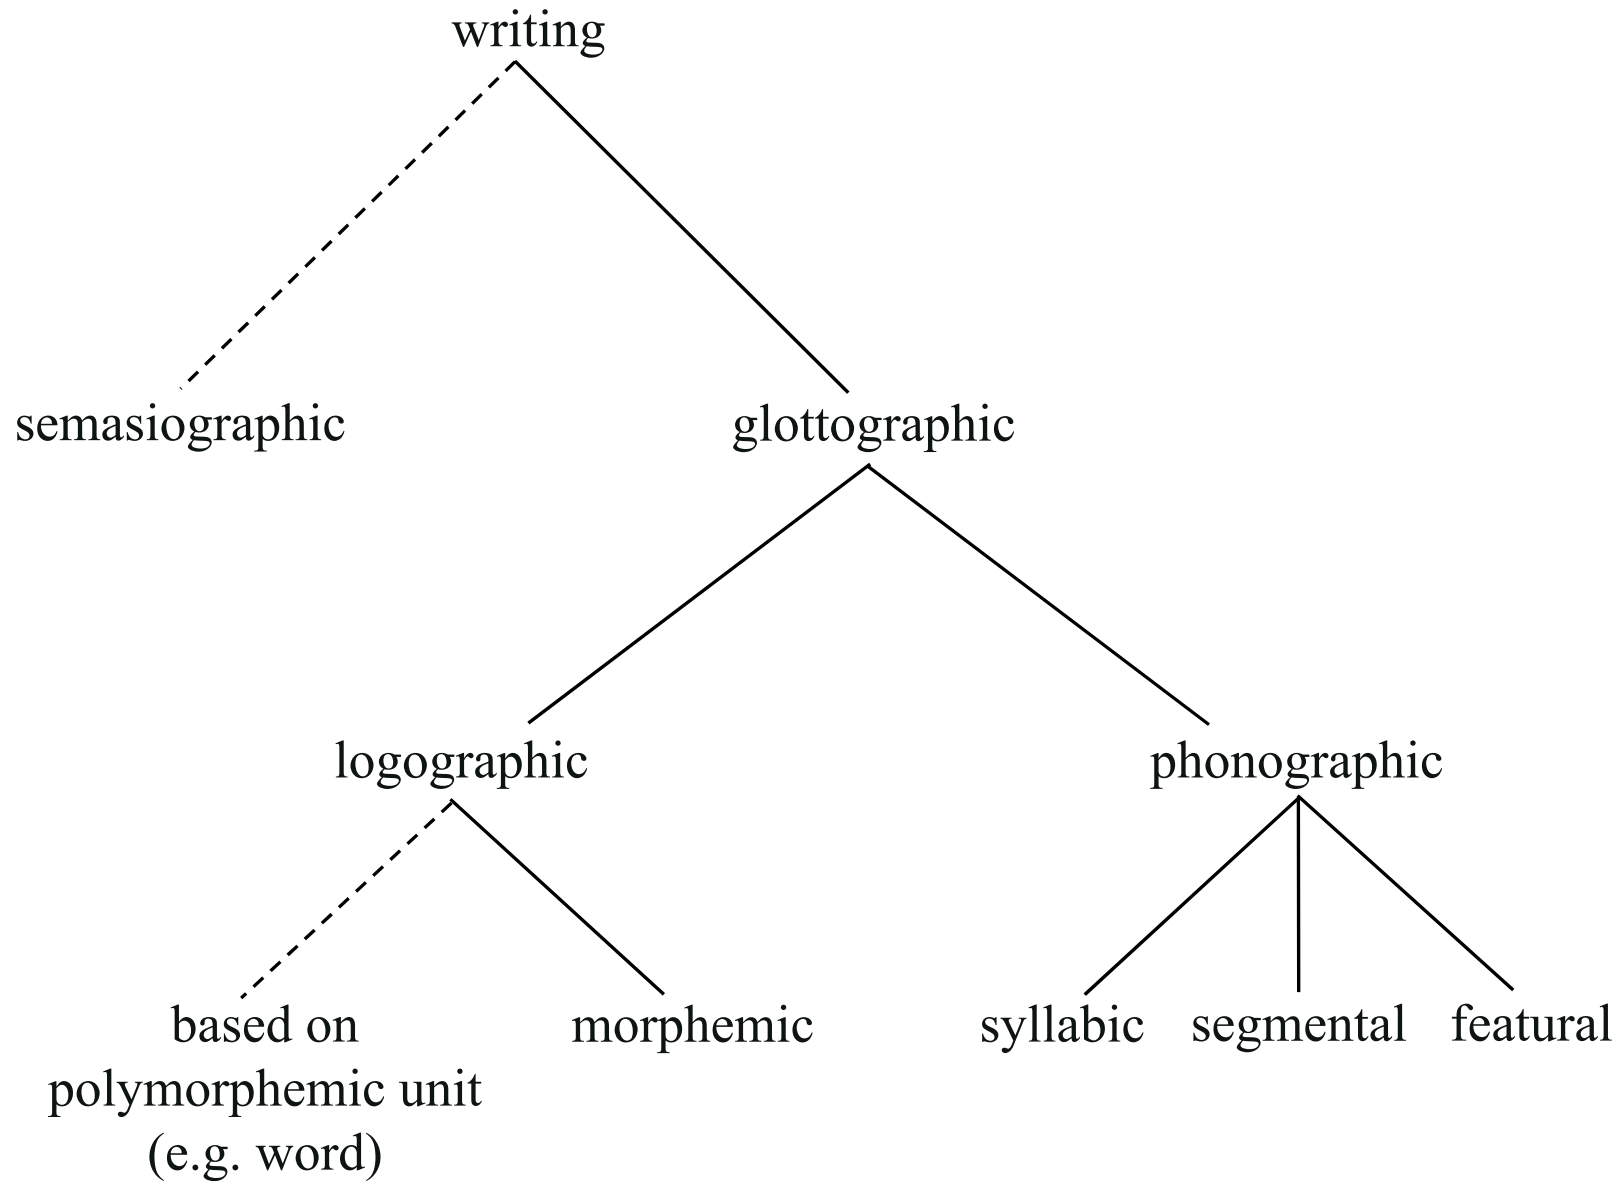 writing
semasiographic
glottographic
logographic
phonographic
based on
polymorphemic unit
(e.g. word)
morphemic
syllabic
segmental
featural